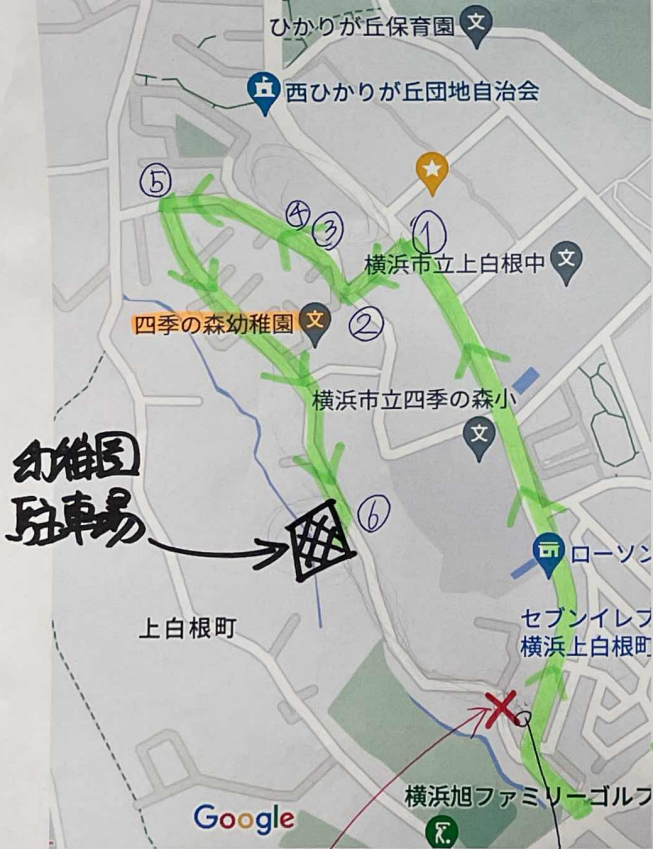 ひかりが丘保育園
文
西ひかりが丘団地自治会
⑤
④
③
①
横浜市立上白根中
文
四季の森幼稚園
文
②
横浜市立四季の森小
文
幼稚園
駐車場
⑥
ローソン
上白根町
セブンイレブ
横浜上白根町
横浜旭ファミリーゴルフ
Google